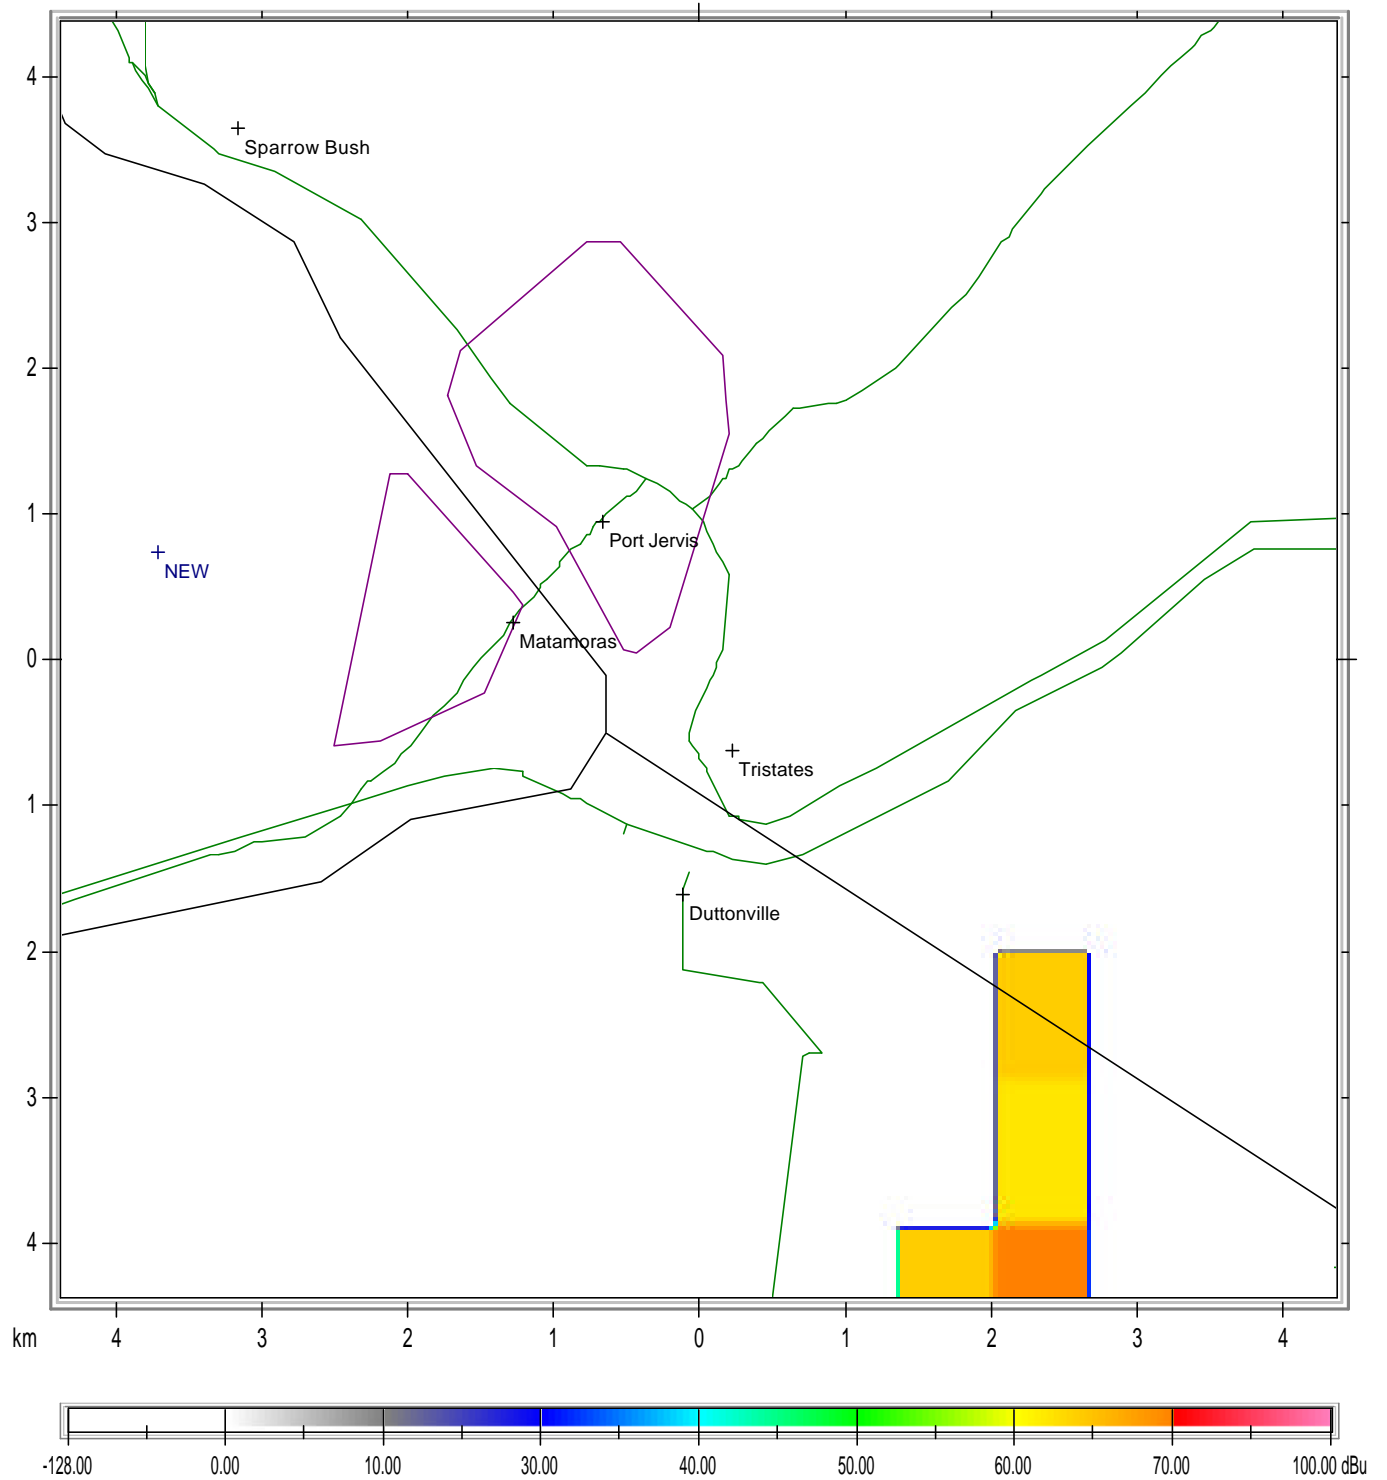 4
Sparrow Bush
3
2
1
Port Jervis
NEW
Matamoras
0
Tristates
1
Duttonville
2
3
4
km 4 3 2 1 0 1 2 3 4
-128.00 0.00 10.00 30.00 40.00 50.00 60.00 70.00 100.00 dBu